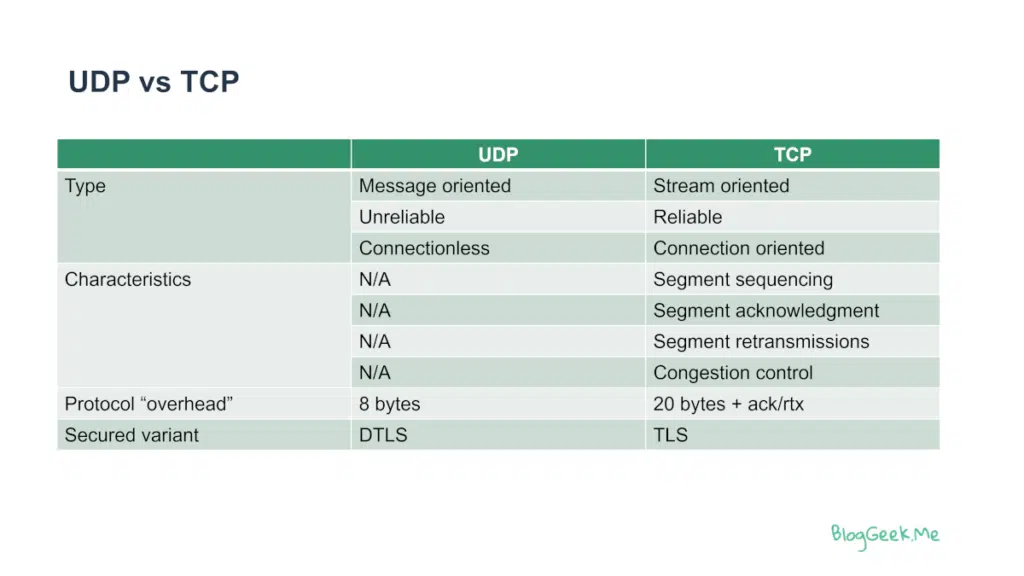 UDP vs TCP
UDP TCP
Type Message oriented Stream oriented
Unreliable Reliable
Connectionless Connection oriented
Characteristics N/A Segment sequencing
N/A Segment acknowledgment
N/A Segment retransmissions
N/A Congestion control
Protocol “overhead” 8 bytes 20 bytes + ack/rtx
Secured variant DTLS TLS
BlogGeek.Me